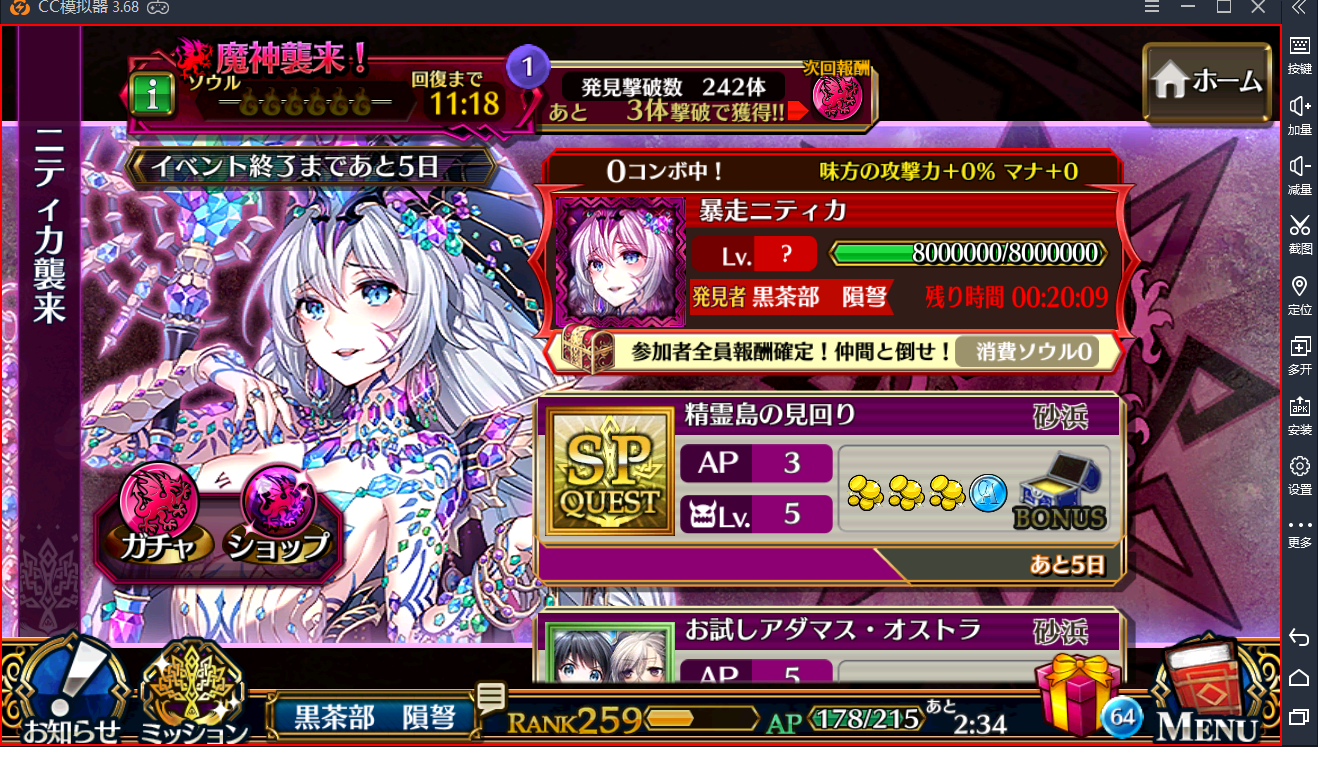 CC模拟器 3.68
魔神襲来！
ソウル
回復まで
11:18
1
発見撃破数 242体
あと 3体撃破で獲得!!
次回報酬
ホーム
按键
加量
减量
截图
定位
多开
APK
安装
设置
更多
ニティカ襲来
イベント終了まであと5日
0コンボ中！ 味方の攻撃力+0% マナ+0
暴走ニティカ
Lv. ?
8000000/8000000
発見者 黒茶部 隕弩
残り時間 00:20:09
参加者全員報酬確定！仲間と倒せ！
消費ソウル0
SP QUEST
精霊島の見回り
砂浜
AP 3
Lv. 5
BONUS
あと5日
ガチャ
ショップ
お試しアダマス・オストラ
砂浜
AP 5
お知らせ
ミッション
黒茶部 隕弩
RANK259
AP 178/215
あと
2:34
64
MENU